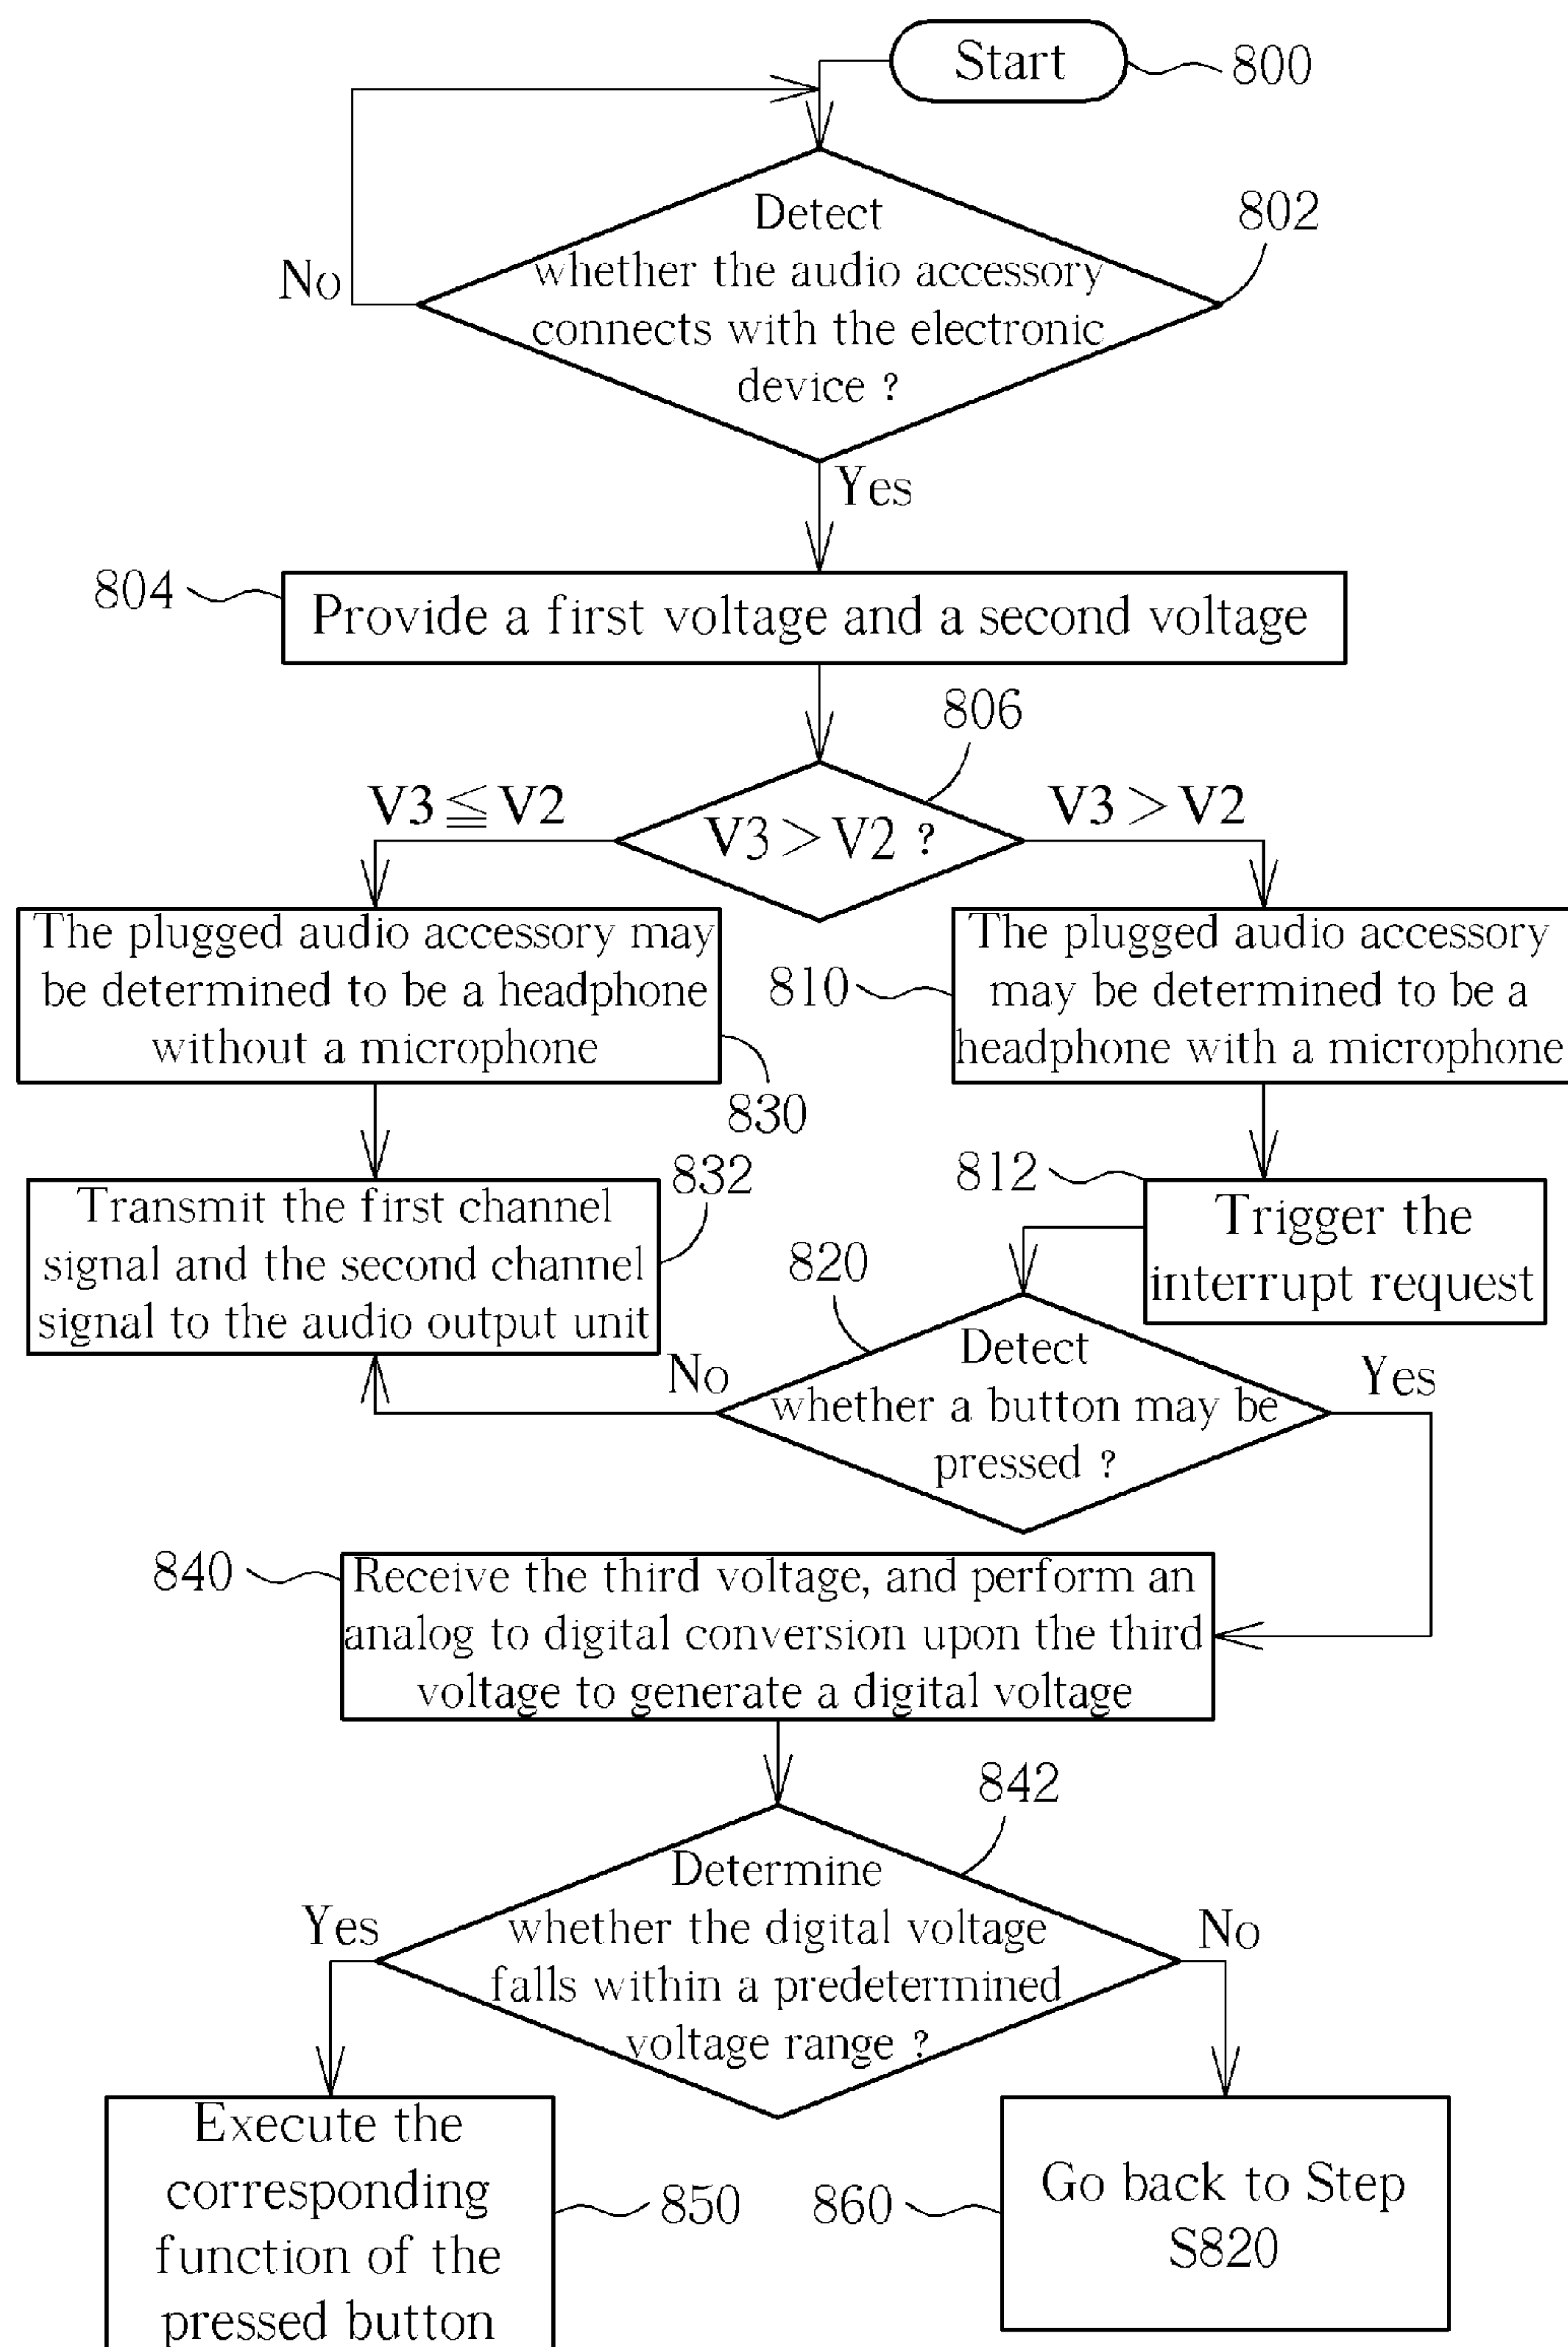 Start
800
Detect
whether the audio accessory
connects with the electronic
device ?
802
No
Yes
804
Provide a first voltage and a second voltage
806
V3≦V2
V3>V2 ?
V3>V2
The plugged audio accessory may
be determined to be a headphone
without a microphone
830
810
The plugged audio accessory
may be determined to be a
headphone with a microphone
832
Transmit the first channel
signal and the second channel
signal to the audio output unit
812
Trigger the
interrupt request
820
No
Detect
whether a button may be
pressed ?
Yes
840
Receive the third voltage, and perform an
analog to digital conversion upon the third
voltage to generate a digital voltage
842
Yes
Determine
whether the digital voltage
falls within a predetermined
voltage range ?
No
Execute the
corresponding
function of the
pressed button
850
860
Go back to Step
S820